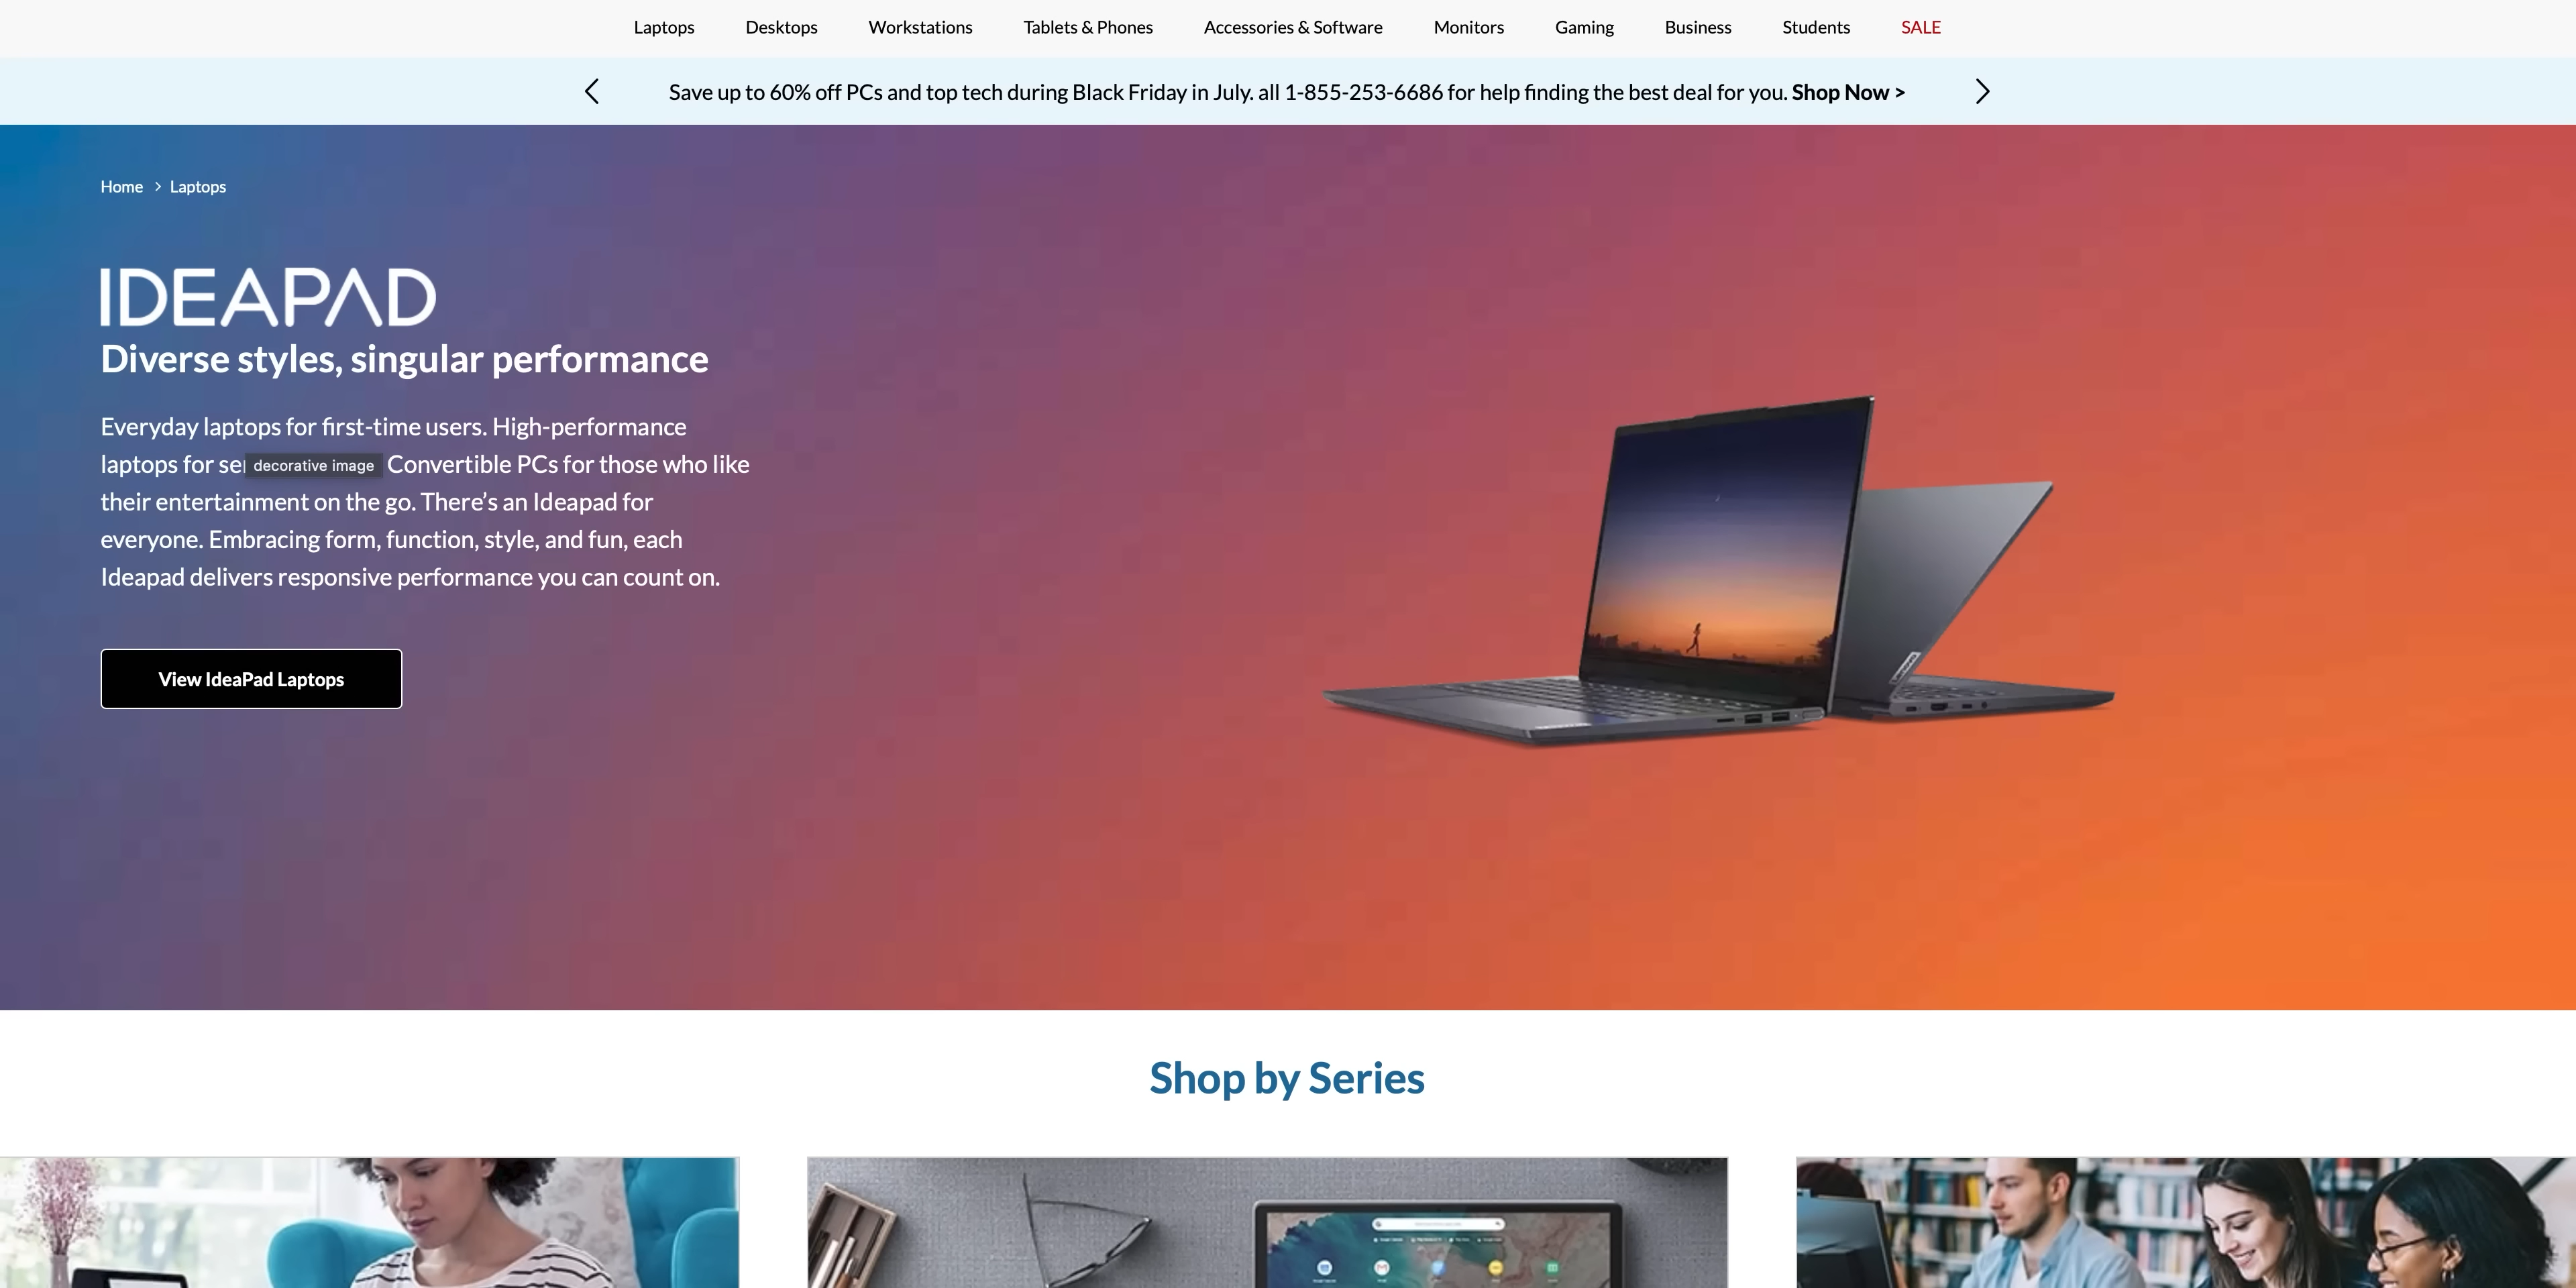 Laptops Desktops Workstations Tablets & Phones Accessories & Software Monitors Gaming Business Students SALE
Save up to 60% off PCs and top tech during Black Friday in July. all 1-855-253-6686 for help finding the best deal for you. Shop Now >
Home > Laptops
IDEAPAD
Diverse styles, singular performance
Everyday laptops for first-time users. High-performance
laptops for se decorative image Convertible PCs for those who like
their entertainment on the go. There’s an Ideapad for
everyone. Embracing form, function, style, and fun, each
Ideapad delivers responsive performance you can count on.
View IdeaPad Laptops
Shop by Series